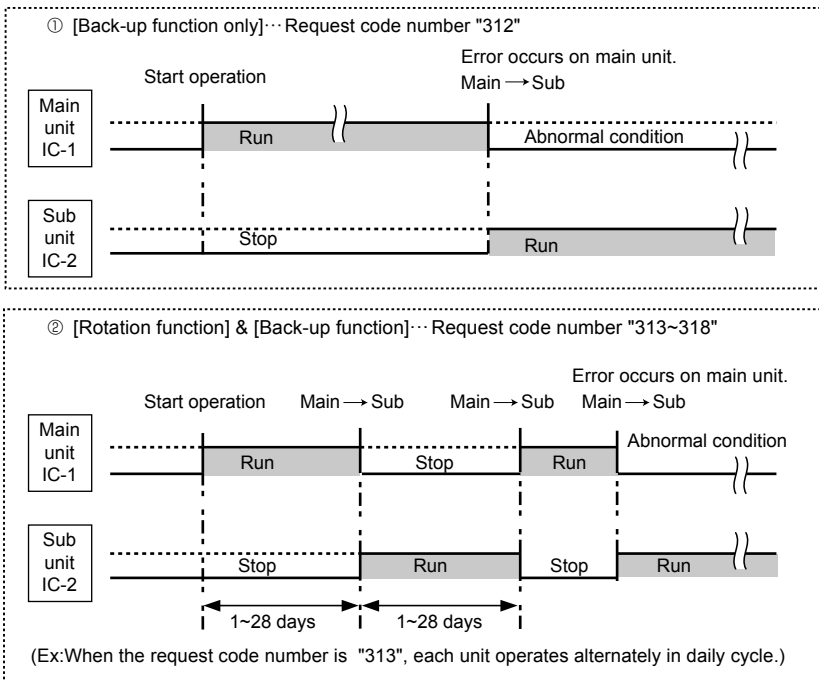 ① [Back-up function only]··· Request code number "312"
Error occurs on main unit.
Start operation
Main → Sub
Main
unit
IC-1
Run
Abnormal condition
Sub
unit
IC-2
Stop
Run
② [Rotation function] & [Back-up function]··· Request code number "313~318"
Error occurs on main unit.
Start operation Main → Sub Main → Sub Main → Sub
Main
unit
IC-1
Run Stop Run Abnormal condition
Sub
unit
IC-2
Stop Run Stop Run
1~28 days 1~28 days
(Ex:When the request code number is "313", each unit operates alternately in daily cycle.)